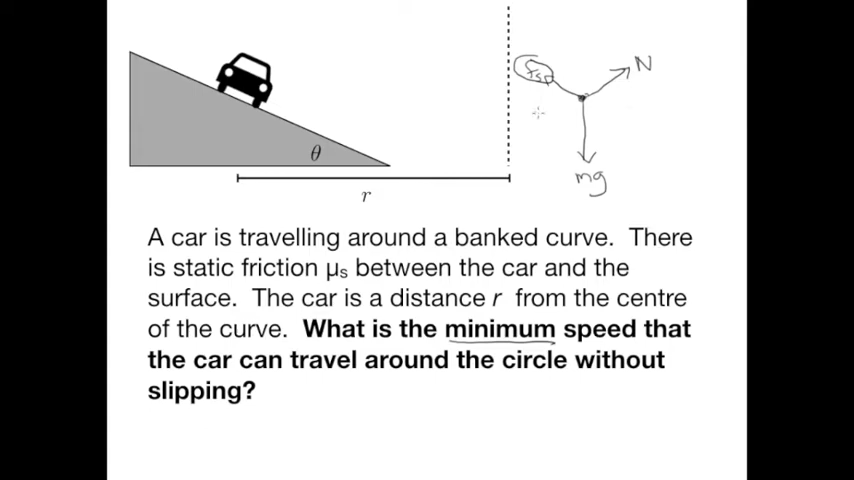 N
mg
θ
r
A car is travelling around a banked curve. There
is static friction μₛ between the car and the
surface. The car is a distance r from the centre
of the curve. What is the minimum speed that
the car can travel around the circle without
slipping?